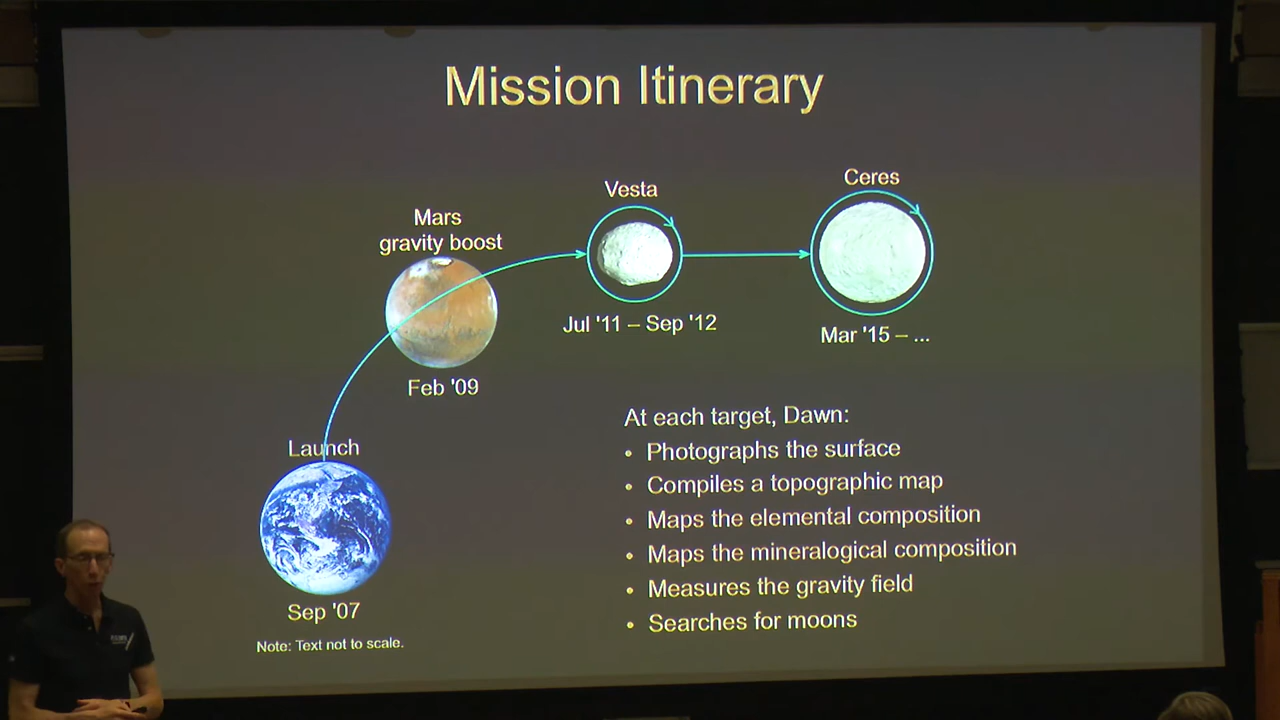 Mission Itinerary
Ceres
Vesta
Mars
gravity boost
Jul '11 – Sep '12
Mar '15 – ...
Feb '09
Launch
Sep '07
Note: Text not to scale.
At each target, Dawn:
• Photographs the surface
• Compiles a topographic map
• Maps the elemental composition
• Maps the mineralogical composition
• Measures the gravity field
• Searches for moons